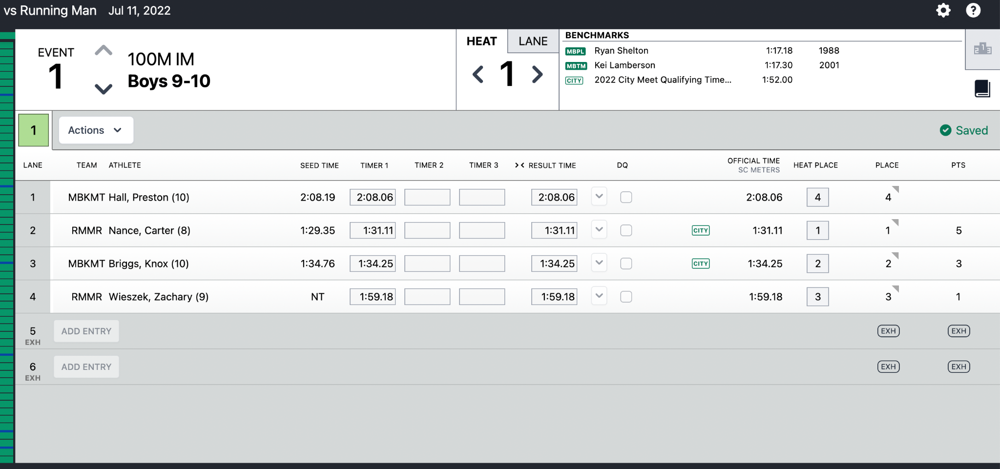 vs Running Man Jul 11, 2022 ?
EVENT
1
100M IM
Boys 9-10
HEAT LANE
1
BENCHMARKS
MBPL Ryan Shelton 1:17.18 1988
MBTM Kei Lamberson 1:17.30 2001
CITY 2022 City Meet Qualifying Time... 1:52.00
2 1 3
1 Actions Saved
LANE TEAM ATHLETE SEED TIME TIMER 1 TIMER 2 TIMER 3 >< RESULT TIME DQ OFFICIAL TIME HEAT PLACE PLACE PTS
SC METERS
1 MBKMT Hall, Preston (10) 2:08.19 2:08.06 2:08.06 2:08.06 4 4
2 RMMR Nance, Carter (8) 1:29.35 1:31.11 1:31.11 CITY 1:31.11 1 1 5
3 MBKMT Briggs, Knox (10) 1:34.76 1:34.25 1:34.25 CITY 1:34.25 2 2 3
4 RMMR Wieszek, Zachary (9) NT 1:59.18 1:59.18 1:59.18 3 3 1
5 ADD ENTRY EXH EXH
EXH
6 ADD ENTRY EXH EXH
EXH